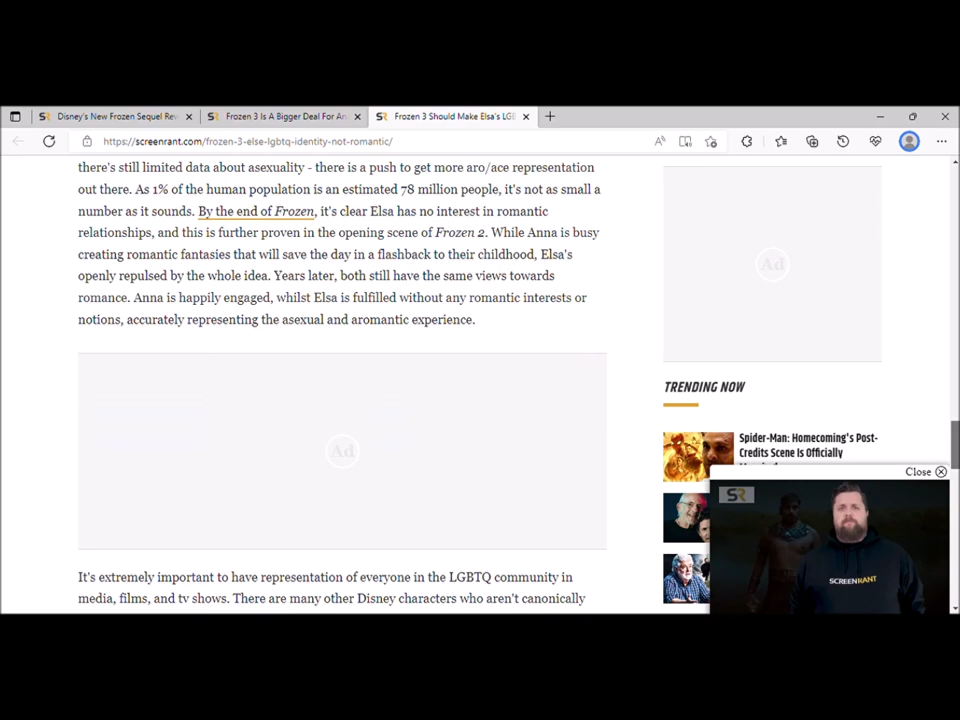 Disney's New Frozen Sequel Rew
Frozen 3 Is A Bigger Deal For An
Frozen 3 Should Make Elsa's LGB
https://screenrant.com/frozen-3-else-lgbtq-identity-not-romantic/
there's still limited data about asexuality - there is a push to get more aro/ace representation
out there. As 1% of the human population is an estimated 78 million people, it's not as small a
number as it sounds. By the end of Frozen, it's clear Elsa has no interest in romantic
relationships, and this is further proven in the opening scene of Frozen 2. While Anna is busy
creating romantic fantasies that will save the day in a flashback to their childhood, Elsa's
openly repulsed by the whole idea. Years later, both still have the same views towards
romance. Anna is happily engaged, whilst Elsa is fulfilled without any romantic interests or
notions, accurately representing the asexual and aromantic experience.
Ad
It's extremely important to have representation of everyone in the LGBTQ community in
media, films, and tv shows. There are many other Disney characters who aren't canonically
Ad
TRENDING NOW
Spider-Man: Homecoming's Post-
Credits Scene Is Officially
Close
SR
SCREENRANT